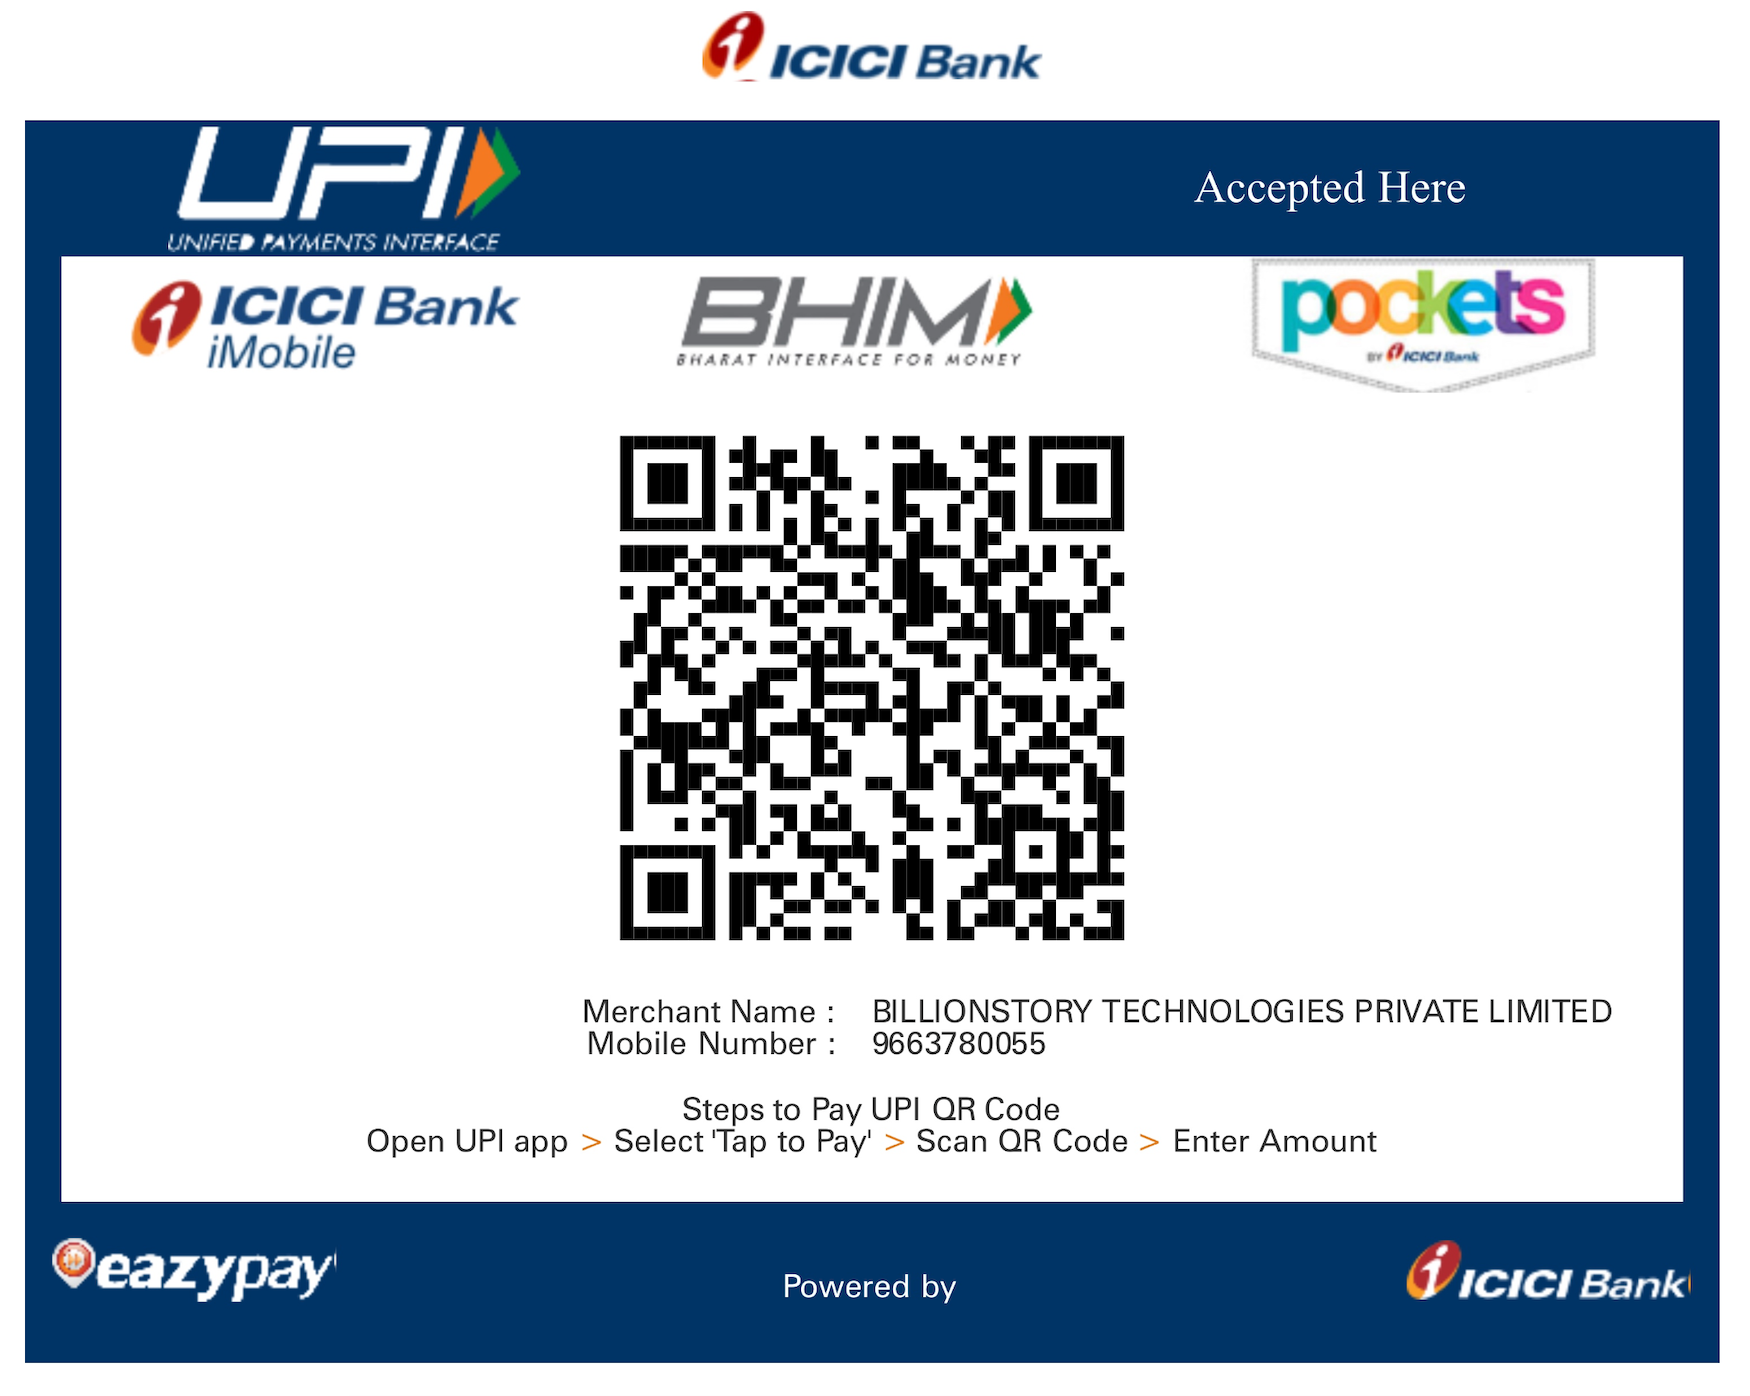 ICICI Bank
UPI
UNIFIED PAYMENTS INTERFACE
Accepted Here
ICICI Bank
iMobile
BHIM
BHARAT INTERFACE FOR MONEY
pockets
BY ICICI Bank
Merchant Name : BILLIONSTORY TECHNOLOGIES PRIVATE LIMITED
Mobile Number : 9663780055
Steps to Pay UPI QR Code
Open UPI app > Select 'Tap to Pay' > Scan QR Code > Enter Amount
eazypay
Powered by
ICICI Bank